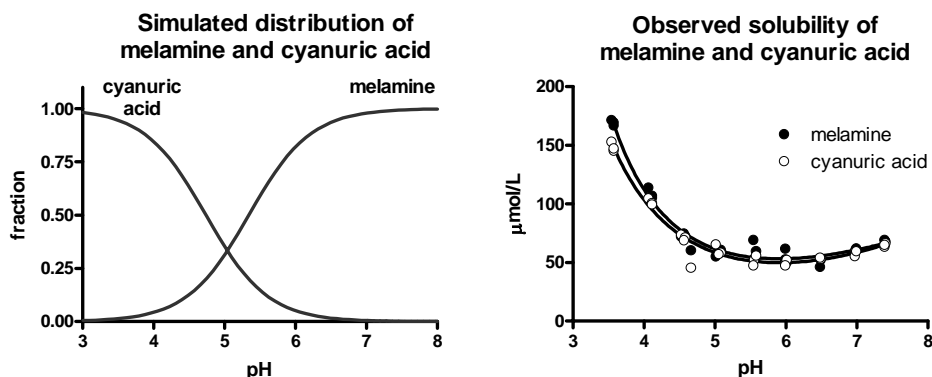 Simulated distribution of
melamine and cyanuric acid
cyanuric
acid
melamine
1.00
0.75
0.50
0.25
0.00
fraction
3 4 5 6 7 8
pH
Observed solubility of
melamine and cyanuric acid
200
150
100
50
0
µmol/L
melamine
cyanuric acid
3 4 5 6 7 8
pH